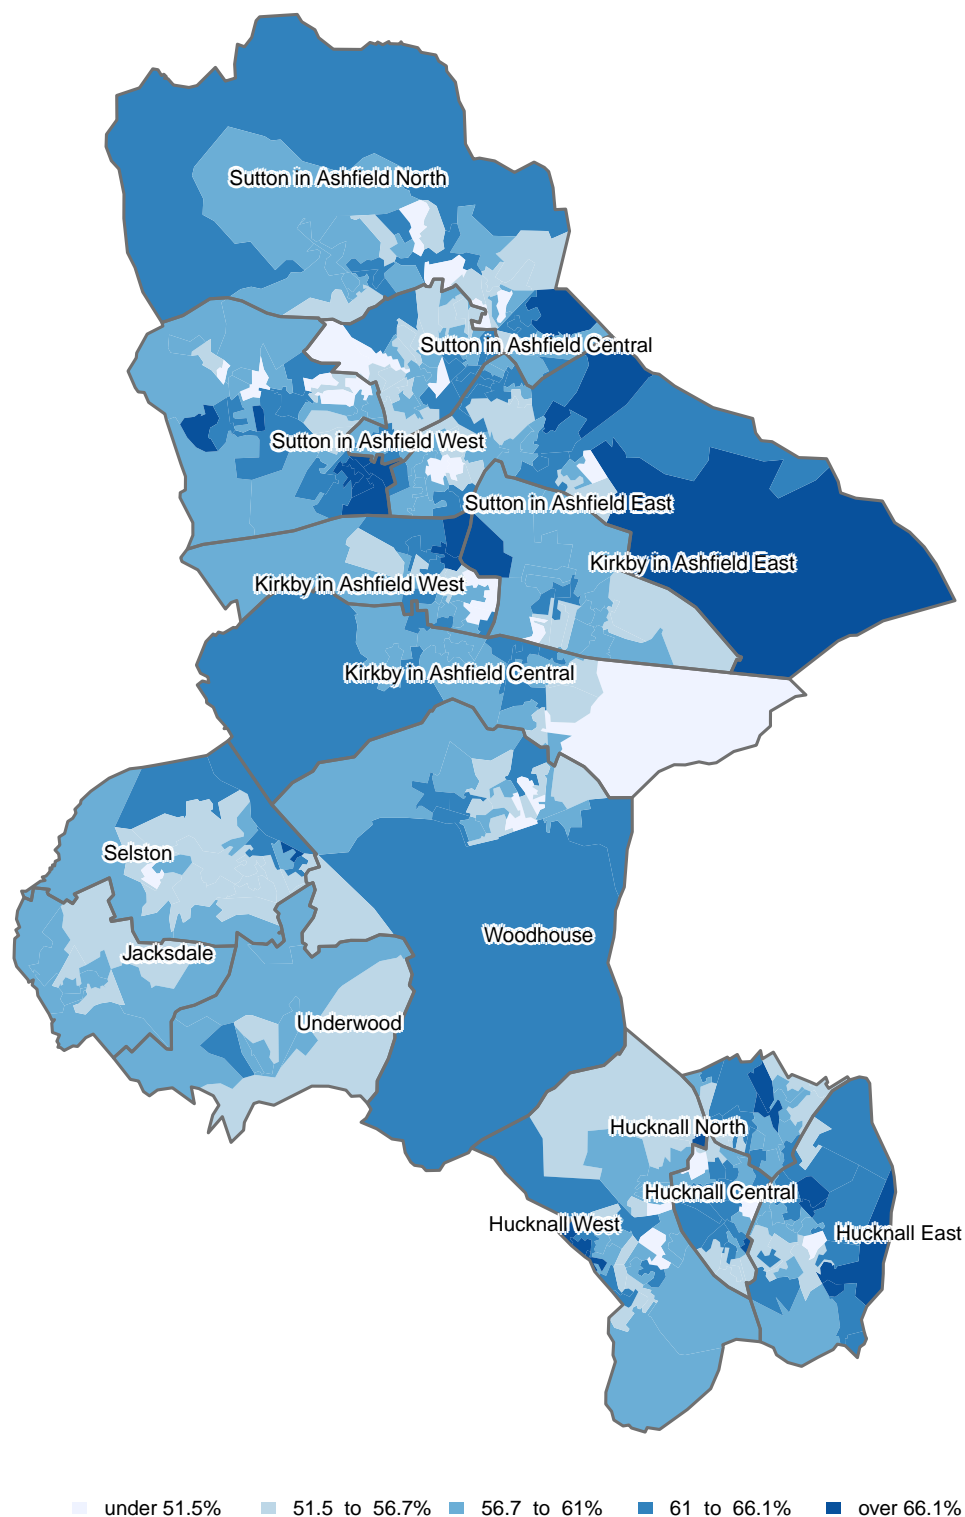 Sutton in Ashfield North
Sutton in Ashfield Central
Sutton in Ashfield West
Sutton in Ashfield East
Kirkby in Ashfield East
Kirkby in Ashfield West
Kirkby in Ashfield Central
Selston
Woodhouse
Jacksdale
Underwood
Hucknall North
Hucknall Central
Hucknall West
Hucknall East
under 51.5% 51.5 to 56.7% 56.7 to 61% 61 to 66.1% over 66.1%